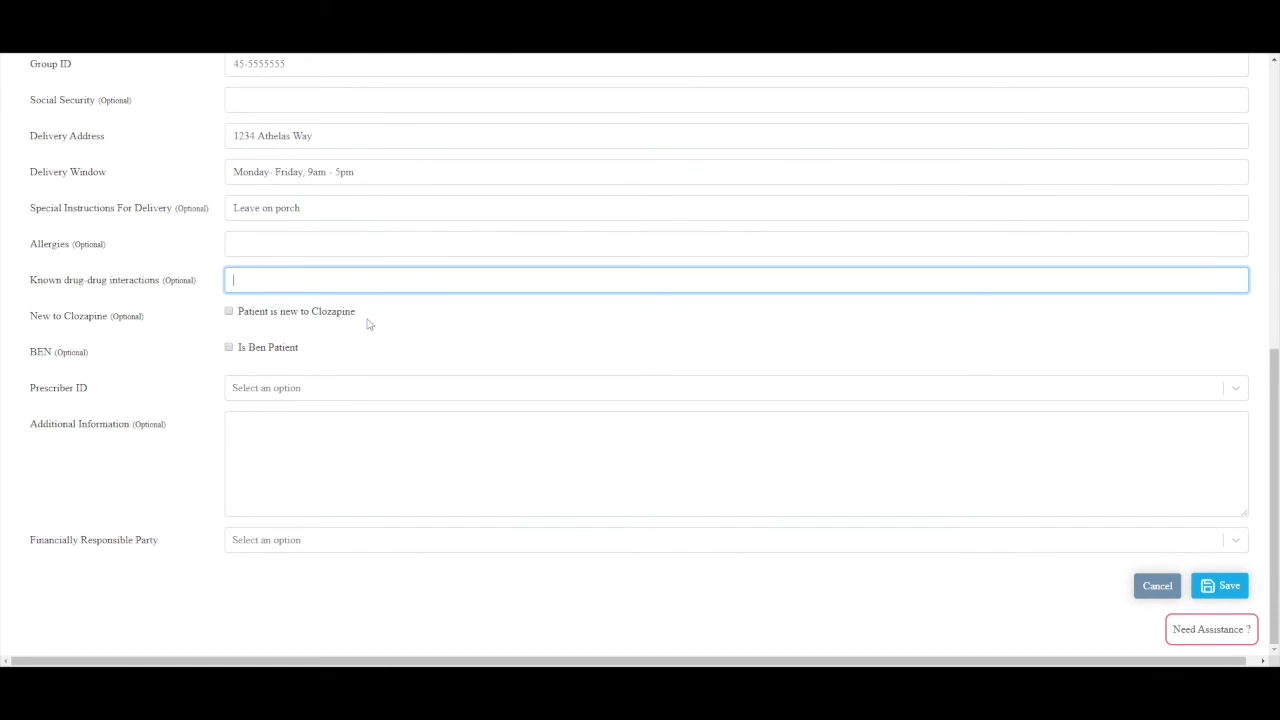 Group ID 45-5555555
Social Security (Optional)
Delivery Address 1234 Athelas Way
Delivery Window Monday- Friday, 9am - 5pm
Special Instructions For Delivery (Optional) Leave on porch
Allergies (Optional)
Known drug-drug interactions (Optional)
New to Clozapine (Optional) Patient is new to Clozapine
BEN (Optional) Is Ben Patient
Prescriber ID Select an option
Additional Information (Optional)
Financially Responsible Party Select an option
Cancel Save
Need Assistance ?